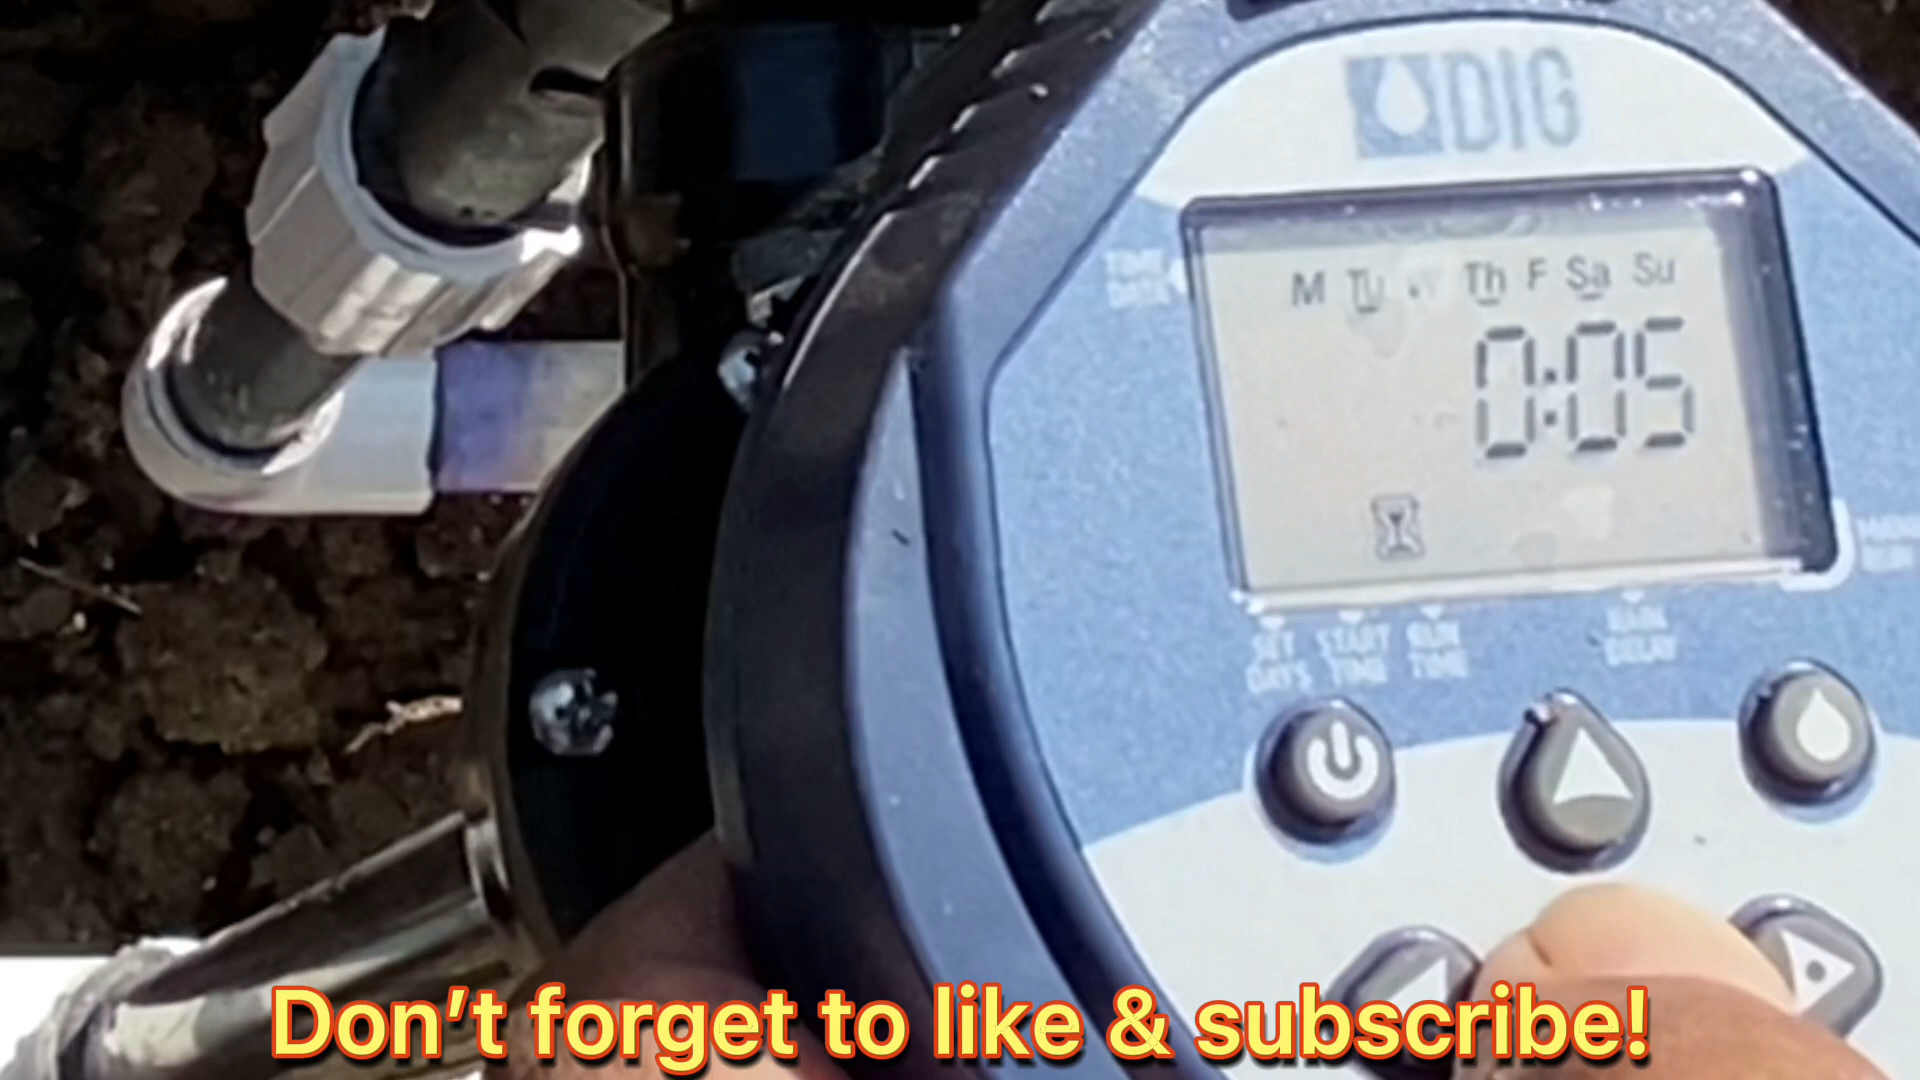 DIG
M Tu W Th F Sa Su
0:05
SET DAYS
START TIME
RUN TIME
RAIN DELAY
Don't forget to like & subscribe!